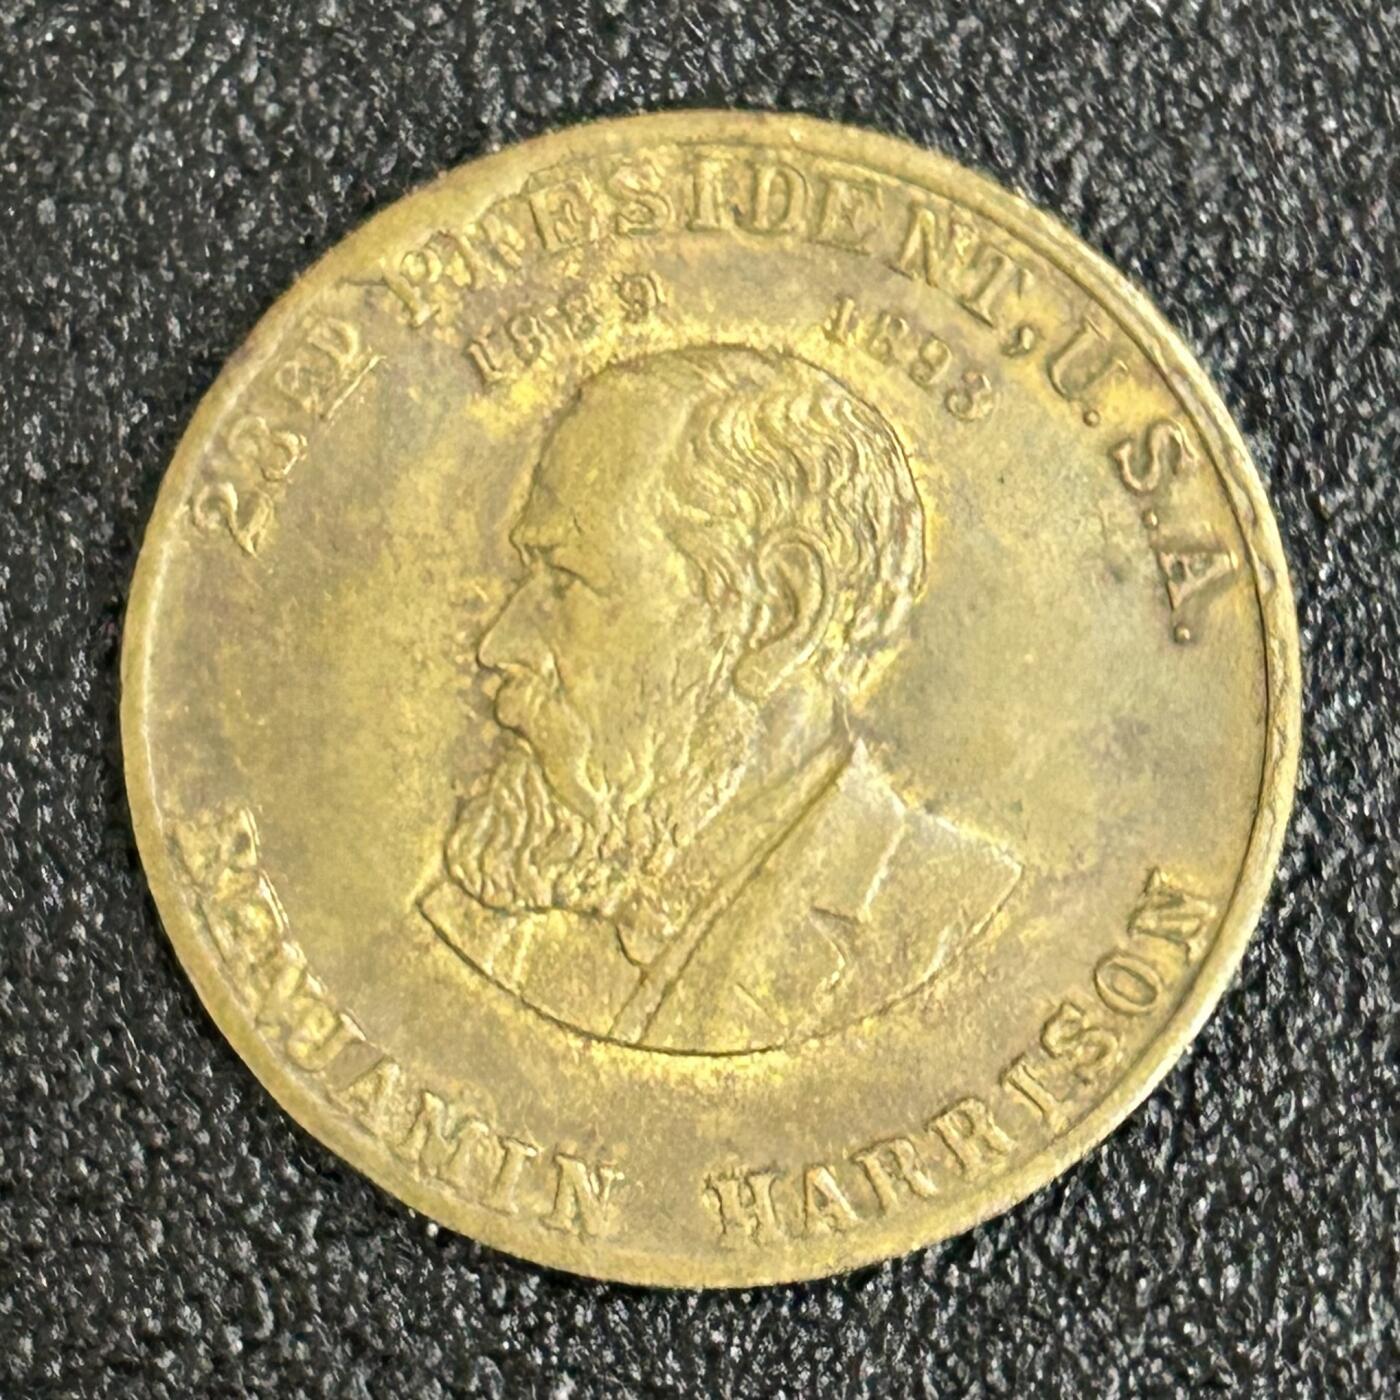 23RD PRESIDENT, U.S.A.
1889 1893
BENJAMIN HARRISON